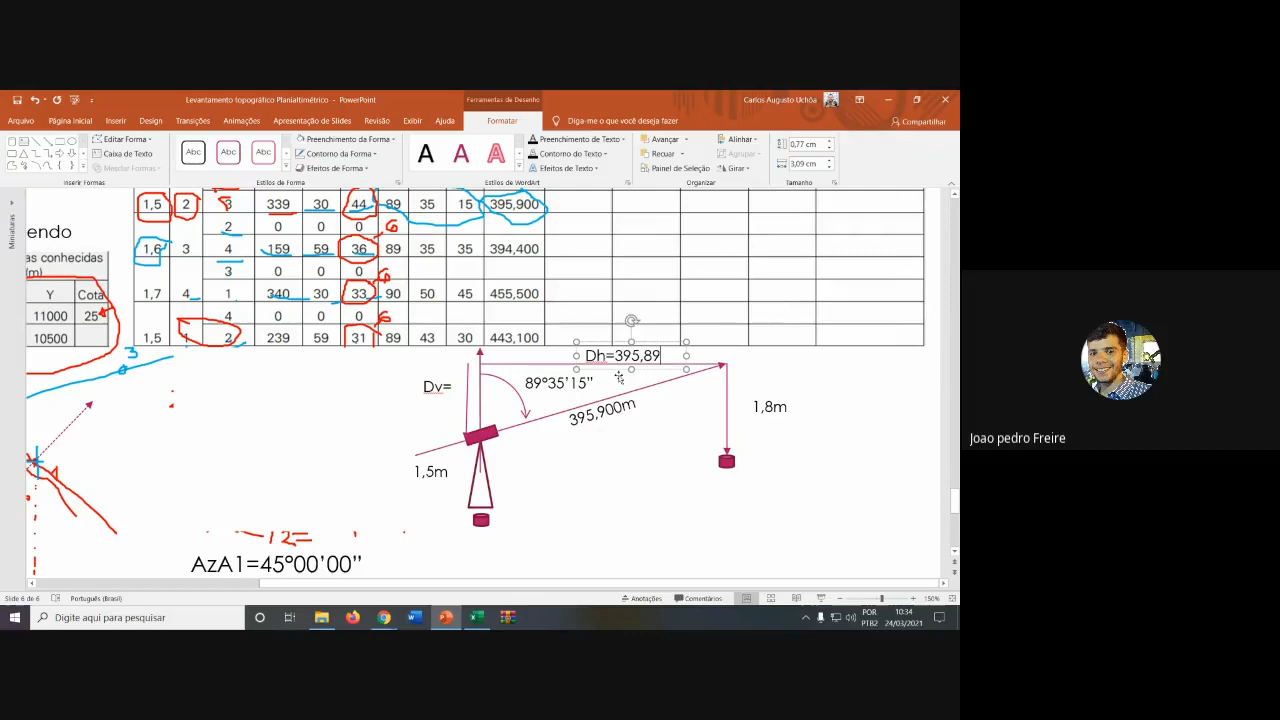 Levantamento topográfico Planialtimétrico - PowerPoint
Ferramentas de Desenho
Carlos Augusto Uchôa
Arquivo Página Inicial Inserir Design Transições Animações Apresentação de Slides Revisão Exibir Ajuda Formatar Diga-me o que você deseja fazer Compartilhar
Editar Forma
Caixa de Texto
Mesclar Formas
Inserir Formas
Abc Abc Abc
Preenchimento da Forma
Contorno da Forma
Efeitos de Forma
Estilos de Forma
A A A
Preenchimento de Texto
Contorno do Texto
Efeitos de Texto
Estilos de WordArt
Avançar
Recuar
Painel de Seleção
Alinhar
Agrupar
Girar
Organizar
0,77 cm
3,09 cm
Tamanho
Miniaturas
endo
as conhecidas
(m)
Y Cota
11000 25
10500
1,5 2 3 339 30 44 89 35 15 395,900
2 0 0 0 6
1,6 3 4 159 59 36 89 35 35 394,400
3 0 0 0 6
1,7 4 1 340 30 33 90 50 45 455,500
4 0 0 0 6
1,5 1 2 239 59 31 89 43 30 443,100
3
Dh=395,89
Dv=
89°35'15"
395,900m
1,8m
1,5m
12=
AzA1=45°00'00"
Joao pedro Freire
Slide 6 de 6 Português (Brasil) Anotações Comentários 150%
Digite aqui para pesquisar
POR
PTB2
10:34
24/03/2021